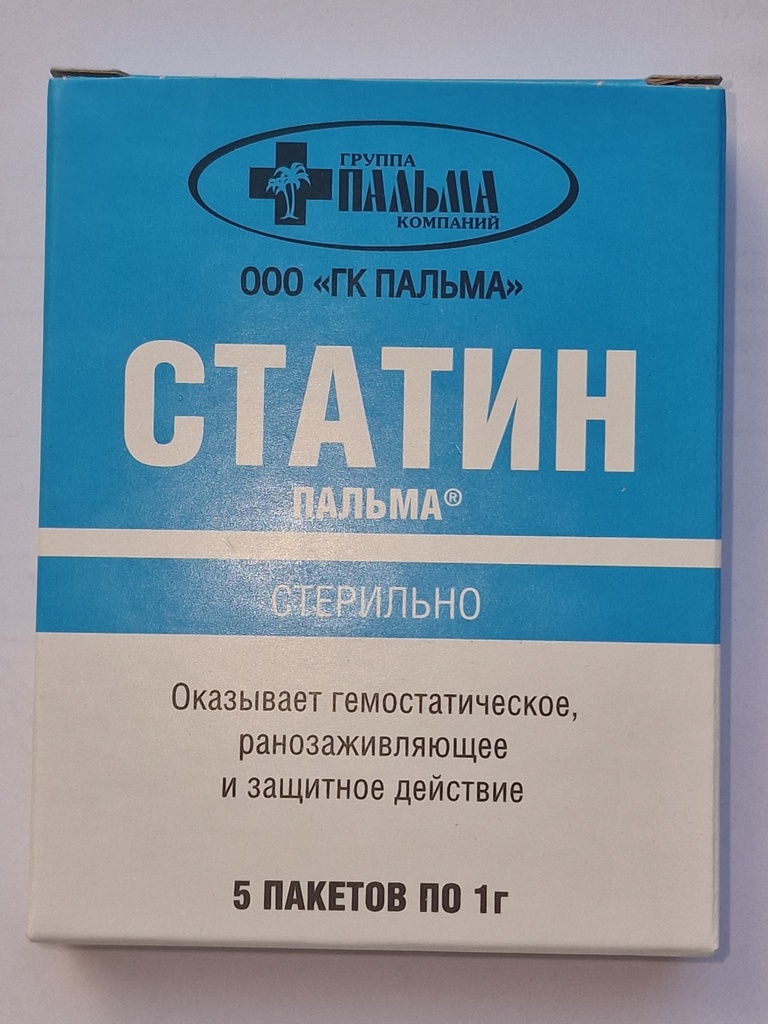 ГРУППА
ПАЛЬМА
КОМПАНИЙ
ООО «ГК ПАЛЬМА»
СТАТИН
ПАЛЬМА®
СТЕРИЛЬНО
Оказывает гемостатическое,
ранозаживляющее
и защитное действие
5 ПАКЕТОВ ПО 1г